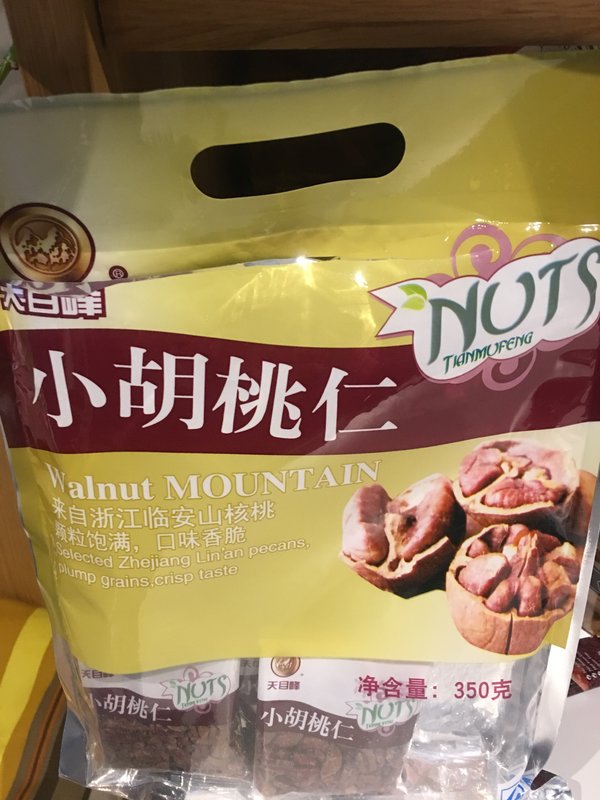 ®
天目峰
NUTS
TIANMUFENG
小胡桃仁
Walnut MOUNTAIN
来自浙江临安山核桃
颗粒饱满，口味香脆
Selected Zhejiang Lin'an pecans,
plump grains,crisp taste
天目峰
NUTS
小胡桃仁
天目峰
NUTS
小胡桃仁
净含量：350克